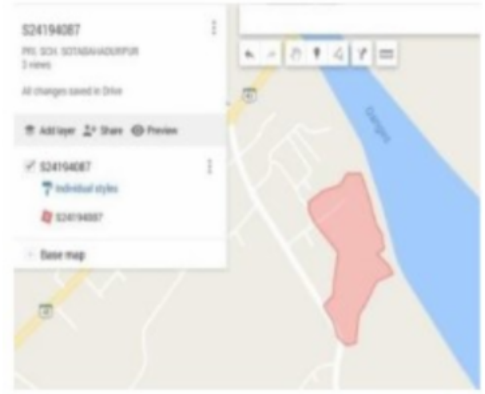 S24194087
PRI. SCH. SOTABAHADURPUR
3 views
All changes saved in Drive
Add layer Share Preview
S24194087
Individual styles
S24194087
Base map
Ganges